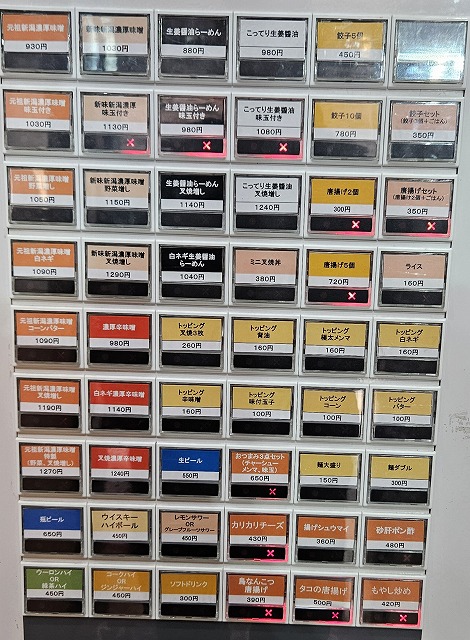 元祖新潟濃厚味噌
930円
新味新潟濃厚味噌
1030円
生姜醤油らーめん
880円
こってり生姜醤油
980円
餃子5個
450円
元祖新潟濃厚味噌
味玉付き
1030円
新味新潟濃厚
味玉付き
1130円
生姜醤油らーめん
味玉付き
980円
こってり生姜醤油
味玉付き
1080円
餃子10個
780円
餃子セット
350円
元祖新潟濃厚味噌
野菜増し
1050円
新味新潟濃厚味噌
野菜増し
1150円
生姜醤油らーめん
叉焼増し
1140円
こってり生姜醤油
叉焼増し
1240円
唐揚げ2個
300円
唐揚げセット
(唐揚げ2個+ごはん)
350円
元祖新潟濃厚味噌
白ネギ
1090円
新味新潟濃厚味噌
叉焼増し
1290円
白ネギ生姜醤油
らーめん
1040円
ミニ叉焼丼
380円
唐揚げ5個
720円
ライス
160円
元祖新潟濃厚味噌
コーンバター
1090円
濃厚辛味噌
980円
トッピング
叉焼3枚
260円
トッピング
背油
160円
トッピング
極太メンマ
160円
トッピング
白ネギ
160円
元祖新潟濃厚味噌
叉焼増し
1190円
白ネギ濃厚辛味噌
1140円
トッピング
辛味噌
160円
トッピング
味付玉子
100円
トッピング
コーン
100円
トッピング
バター
100円
元祖新潟濃厚味噌
特製
(野菜、叉焼増し)
1270円
叉焼濃厚辛味噌
1240円
生ビール
550円
おつまみ3点セット
(チャーシュー
メンマ、味玉)
650円
麺大盛り
150円
麺ダブル
300円
瓶ビール
650円
ウイスキー
ハイボール
450円
レモンサワー
OR
グレープフルーツサワー
450円
カリカリチーズ
430円
揚げシュウマイ
360円
砂肝ポン酢
480円
ウーロンハイ
OR
緑茶ハイ
450円
コークハイ
OR
ジンジャーハイ
450円
ソフトドリンク
300円
鳥なんこつ
唐揚げ
390円
タコの唐揚げ
500円
もやし炒め
420円